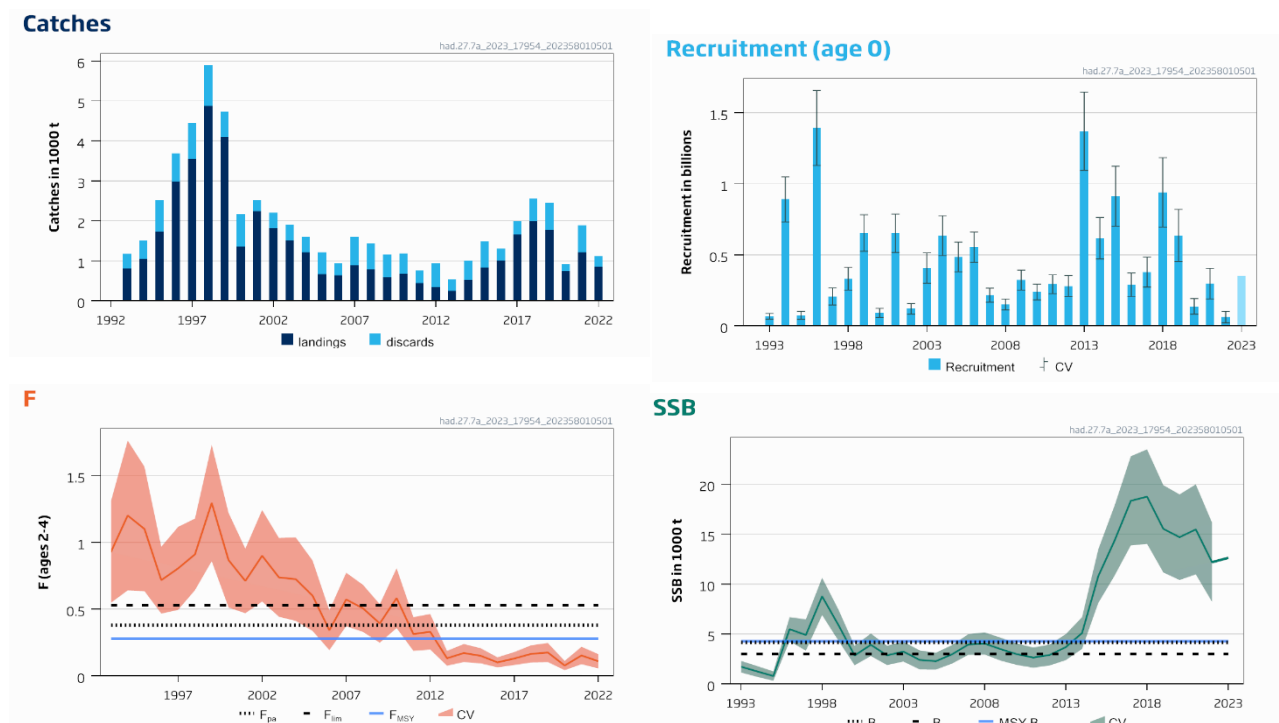 Catches
had.27.7a_2023_17954_202358010501
Catches in 1000 t
6
5
4
3
2
1
0
1992 1997 2002 2007 2012 2017 2022
landings discards
Recruitment (age 0)
had.27.7a_2023_17954_202358010501
Recruitment in billions
1.5
1
0.5
0
1993 1998 2003 2008 2013 2018 2023
Recruitment CV
F
had.27.7a_2023_17954_202358010501
F (ages 2-4)
1.5
1
0.5
0
1997 2002 2007 2012 2017 2022
Fpa Flim FMSY CV
SSB
had.27.7a_2023_17954_202358010501
SSB in 1000 t
20
15
10
5
0
1993 1998 2003 2008 2013 2018 2023
B B MSY B CV